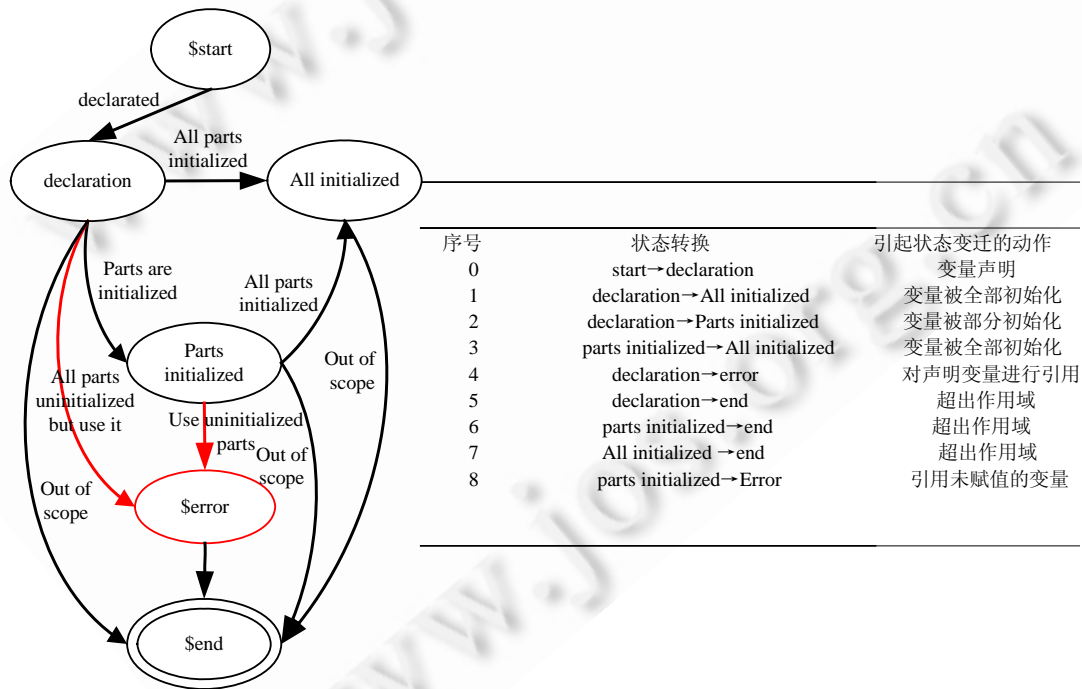 $start
declarated
All parts
initialized
declaration
All initialized
Parts are
initialized
All parts
initialized
Parts
initialized
Out of
scope
All parts
uninitialized
but use it
Use uninitialized
parts
Out of
scope
Out of
scope
$error
$end
序号 状态转换 引起状态变迁的动作
0 start→declaration 变量声明
1 declaration→All initialized 变量被全部初始化
2 declaration→Parts initialized 变量被部分初始化
3 parts initialized→All initialized 变量被全部初始化
4 declaration→error 对声明变量进行引用
5 declaration→end 超出作用域
6 parts initialized→end 超出作用域
7 All initialized →end 超出作用域
8 parts initialized→Error 引用未赋值的变量
www.jos.org.cn